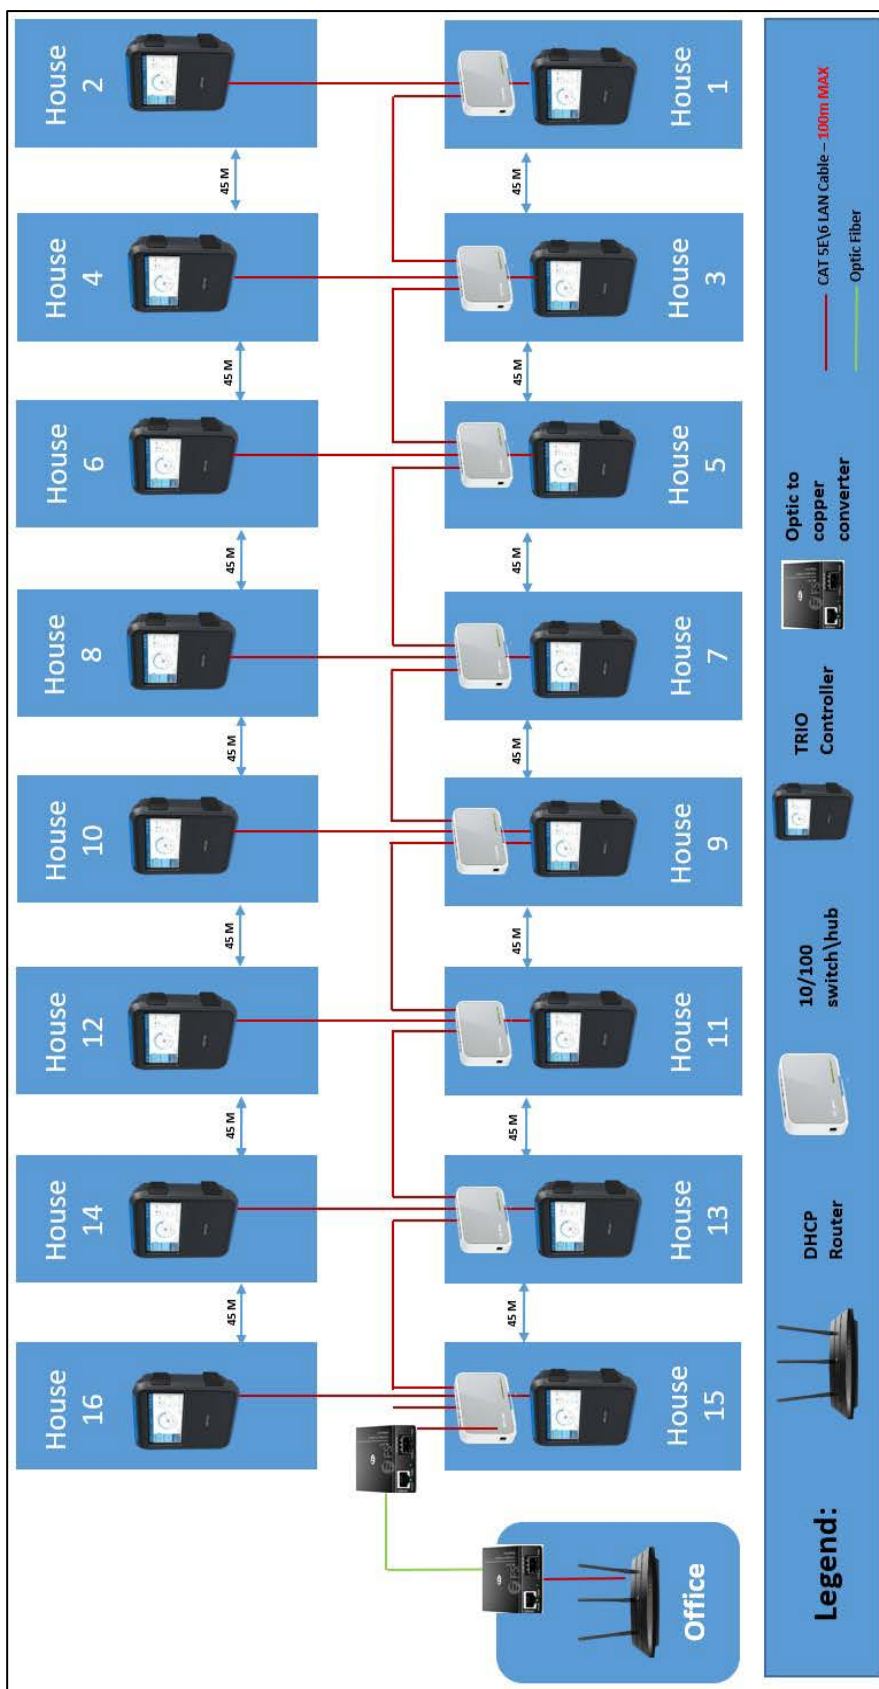 House
2
House
4
House
6
House
8
House
10
House
12
House
14
House
16
45 M
45 M
45 M
45 M
45 M
45 M
45 M
House
1
House
3
House
5
House
7
House
9
House
11
House
13
House
15
45 M
45 M
45 M
45 M
45 M
45 M
45 M
Office
Legend:
DHCP
Router
10/100
switch\hub
TRIO
Controller
Optic to
copper
converter
CAT 5E\6 LAN Cable – 100m MAX
Optic Fiber
FS
FS
FS